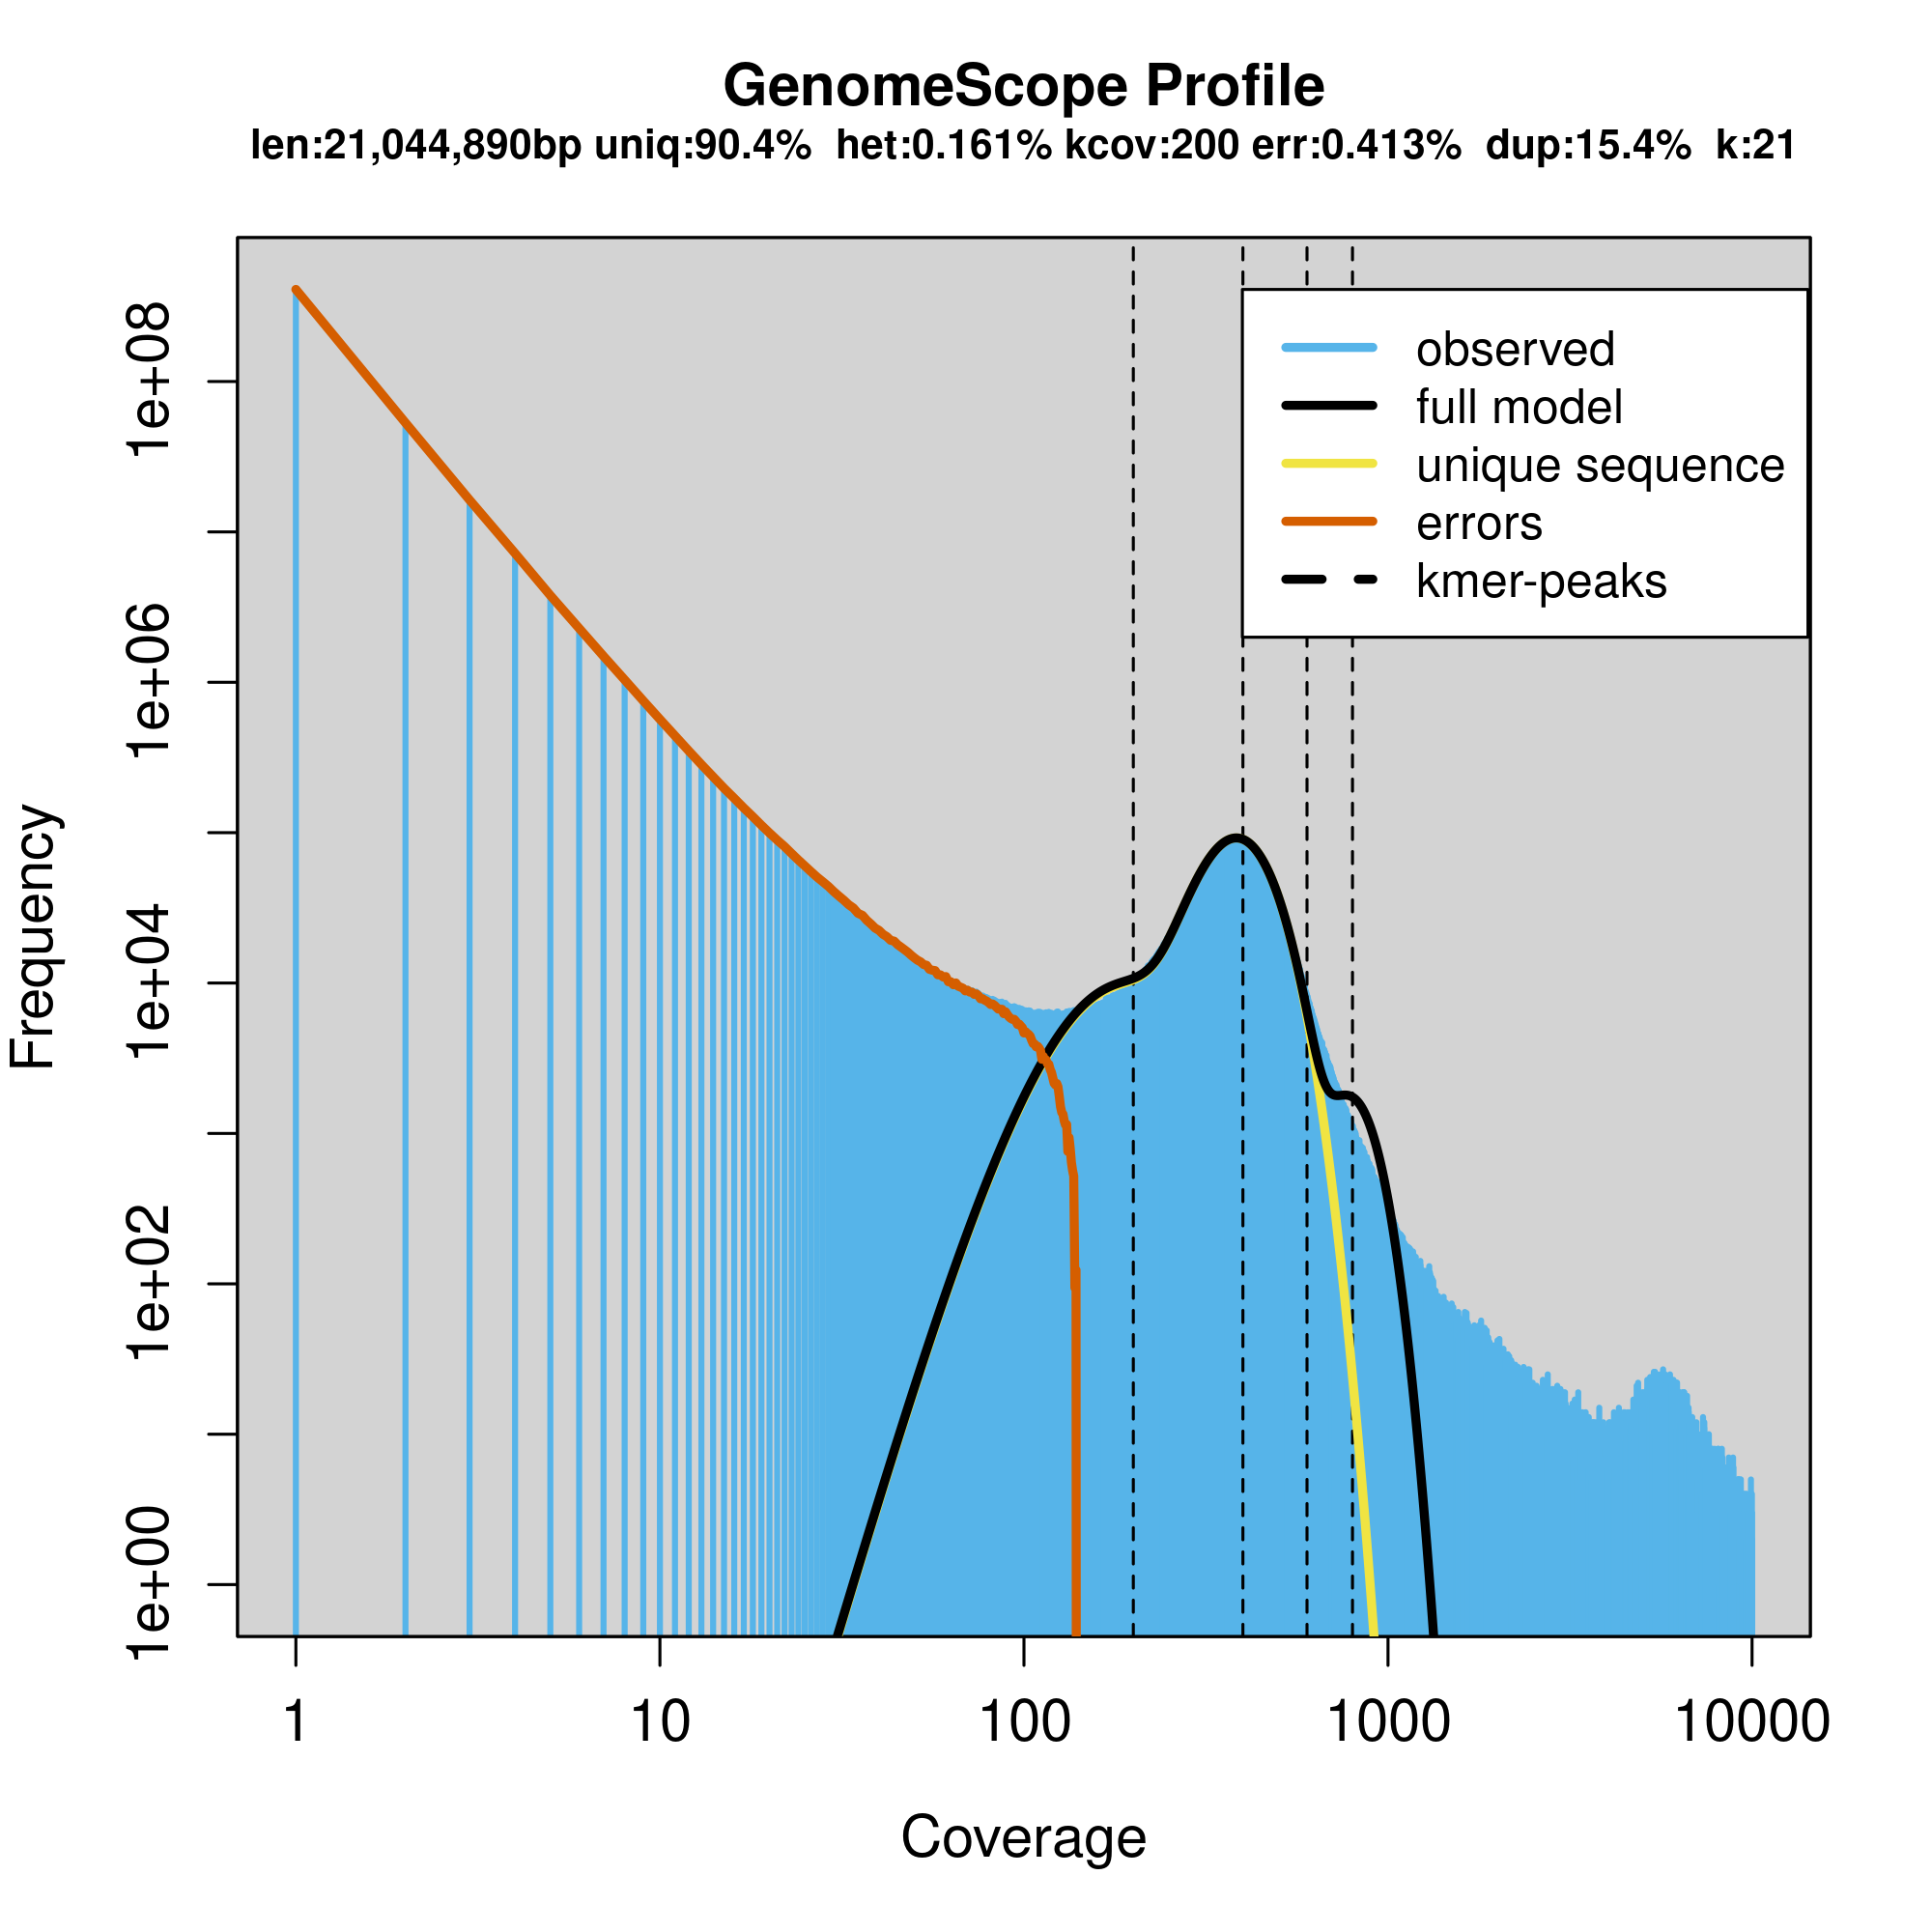 GenomeScope Profile
len:21,044,890bp uniq:90.4% het:0.161% kcov:200 err:0.413% dup:15.4% k:21
observed
full model
unique sequence
errors
kmer-peaks
Frequency
1e+08
1e+06
1e+04
1e+02
1e+00
1 10 100 1000 10000
Coverage